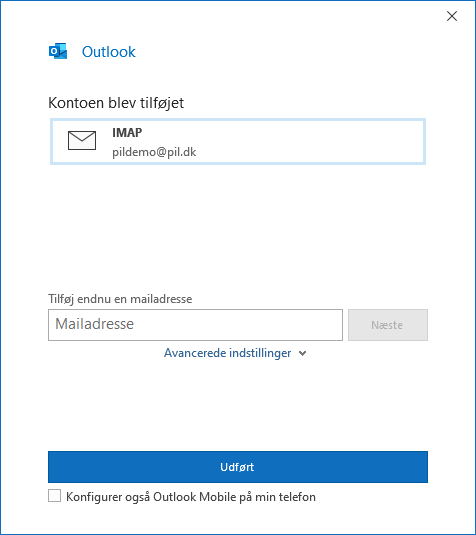 Outlook
Kontoen blev tilføjet
IMAP
pildemo@pil.dk
Tilføj endnu en mailadresse
Mailadresse
Næste
Avancerede indstillinger
Udført
Konfigurer også Outlook Mobile på min telefon